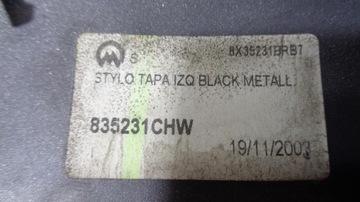 S 8X35231BRB7
STYLO TAPA IZQ BLACK METALL.
835231CHW
19/11/2003